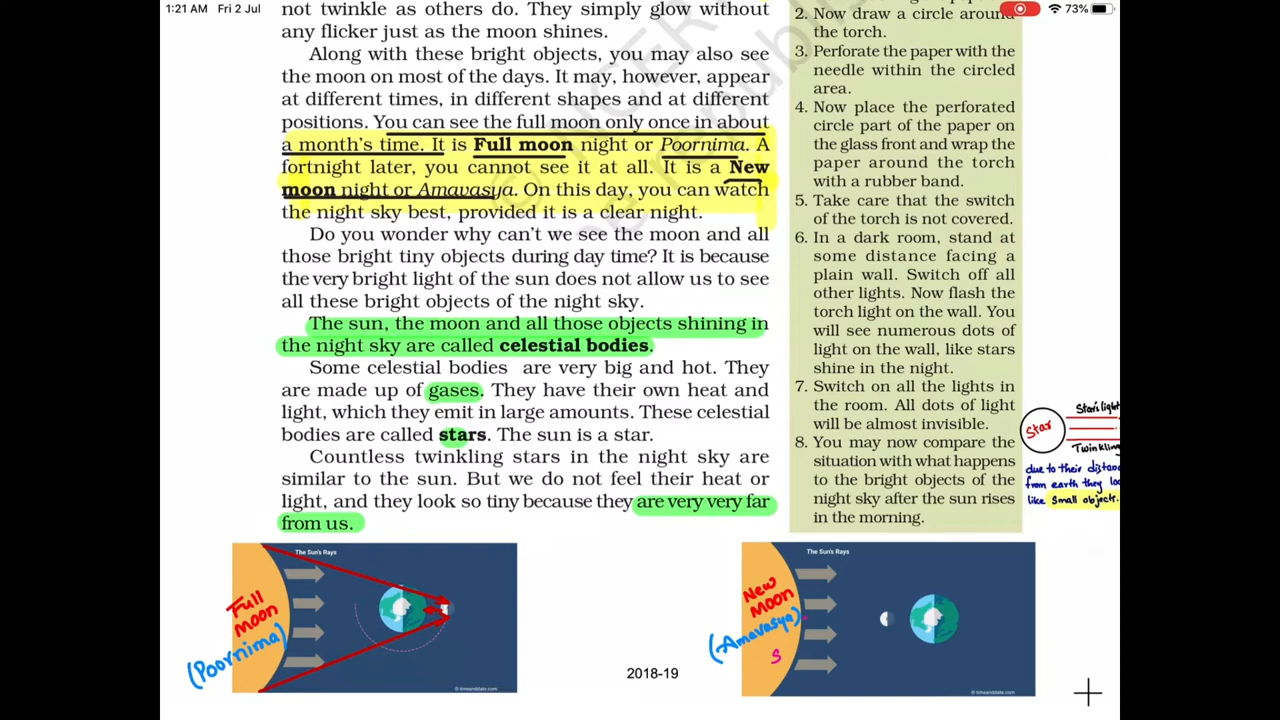 1:21 AM Fri 2 Jul
73%
not twinkle as others do. They simply glow without
any flicker just as the moon shines.
Along with these bright objects, you may also see
the moon on most of the days. It may, however, appear
at different times, in different shapes and at different
positions. You can see the full moon only once in about
a month's time. It is Full moon night or Poornima. A
fortnight later, you cannot see it at all. It is a New
moon night or Amavasya. On this day, you can watch
the night sky best, provided it is a clear night.
Do you wonder why can't we see the moon and all
those bright tiny objects during day time? It is because
the very bright light of the sun does not allow us to see
all these bright objects of the night sky.
The sun, the moon and all those objects shining in
the night sky are called celestial bodies.
Some celestial bodies are very big and hot. They
are made up of gases. They have their own heat and
light, which they emit in large amounts. These celestial
bodies are called stars. The sun is a star.
Countless twinkling stars in the night sky are
similar to the sun. But we do not feel their heat or
light, and they look so tiny because they are very very far
from us.
2. Now draw a circle around
the torch.
3. Perforate the paper with the
needle within the circled
area.
4. Now place the perforated
circle part of the paper on
the glass front and wrap the
paper around the torch
with a rubber band.
5. Take care that the switch
of the torch is not covered.
6. In a dark room, stand at
some distance facing a
plain wall. Switch off all
other lights. Now flash the
torch light on the wall. You
will see numerous dots of
light on the wall, like stars
shine in the night.
7. Switch on all the lights in
the room. All dots of light
will be almost invisible.
8. You may now compare the
situation with what happens
to the bright objects of the
night sky after the sun rises
in the morning.
Star
Star's light
Twinkling
due to their distanc
from earth they loo
like small objects.
The Sun's Rays
Full
moon
(Poornima)
© timeanddate.com
2018-19
The Sun's Rays
New
moon
(Amavasya)
S
© timeanddate.com